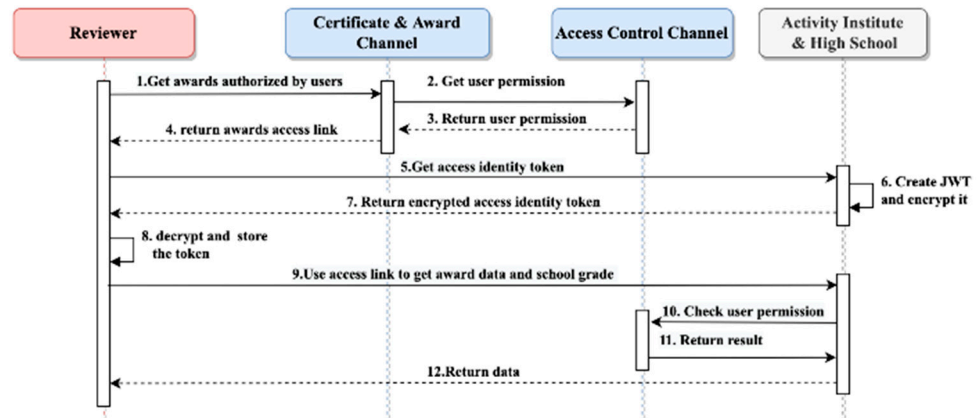 Reviewer
Certificate & Award
Channel
Access Control Channel
Activity Institute
& High School
1.Get awards authorized by users
2. Get user permission
3. Return user permission
4. return awards access link
5.Get access identity token
6. Create JWT
and encrypt it
7. Return encrypted access identity token
8. decrypt and store
the token
9.Use access link to get award data and school grade
10. Check user permission
11. Return result
12.Return data